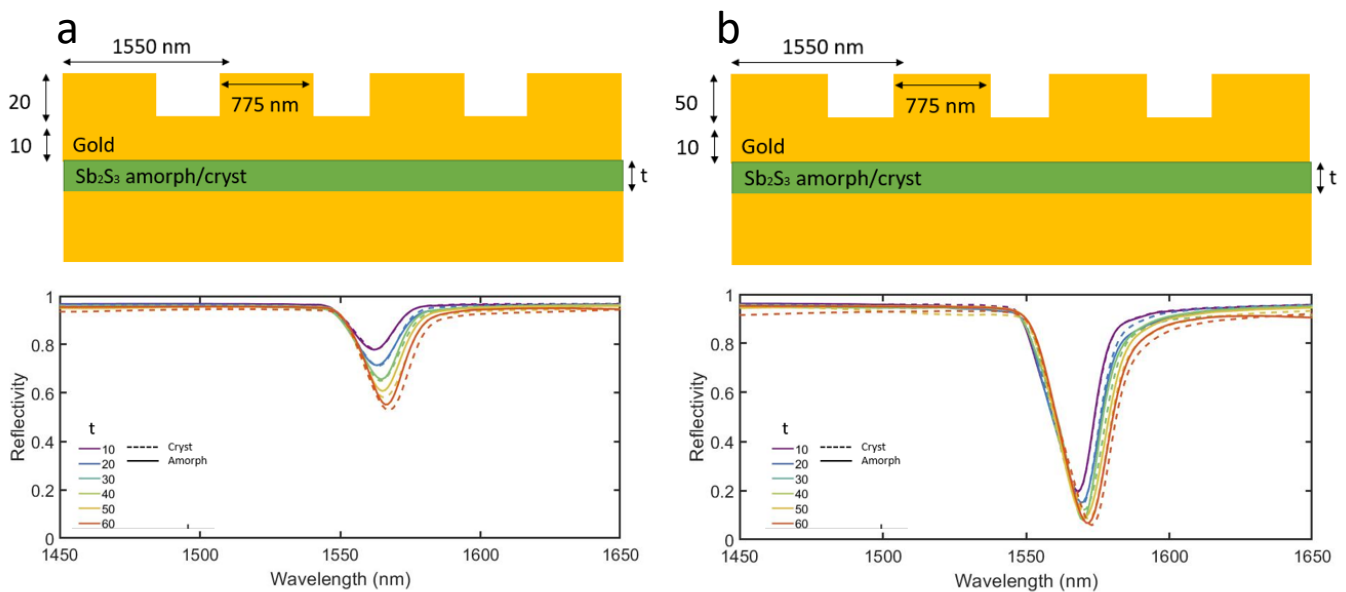 a
1550 nm
20
775 nm
10
Gold
Sb₂S₃ amorph/cryst
t
1
0.8
0.6
0.4
0.2
0
Reflectivity
t
10
20
30
40
50
60
Cryst
Amorph
1450
1500
1550
1600
1650
Wavelength (nm)
b
1550 nm
50
775 nm
10
Gold
Sb₂S₃ amorph/cryst
t
1
0.8
0.6
0.4
0.2
0
Reflectivity
t
10
20
30
40
50
60
Cryst
Amorph
1450
1500
1550
1600
1650
Wavelength (nm)